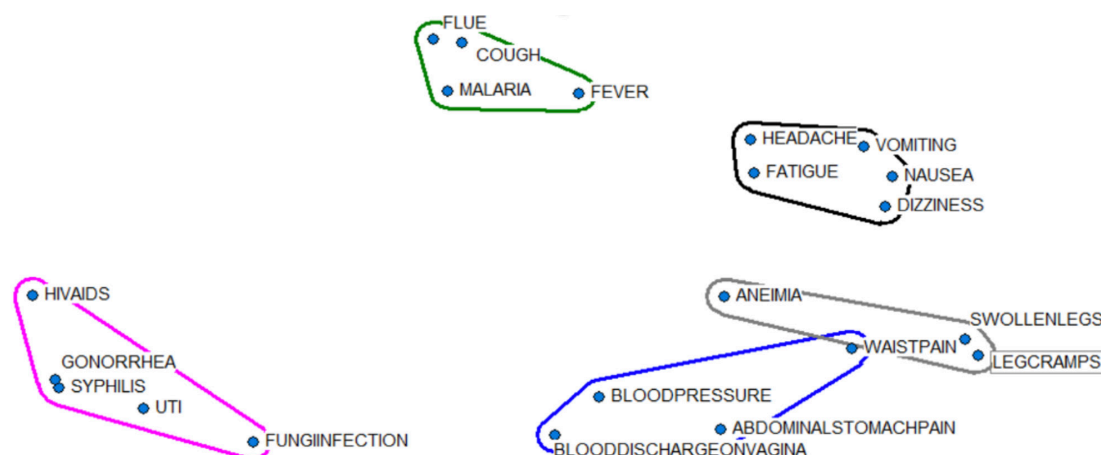 FLUE
COUGH
MALARIA
FEVER
HEADACHE
VOMITING
FATIGUE
NAUSEA
DIZZINESS
HIVAIDS
ANEIMIA
SWOLLENLEGS
WAISTPAIN
LEGCRAMPS
GONORRHEA
SYPHILIS
BLOODPRESSURE
UTI
ABDOMINALSTOMACHPAIN
FUNGIINFECTION
BLOODDISCHARGEONVAGINA